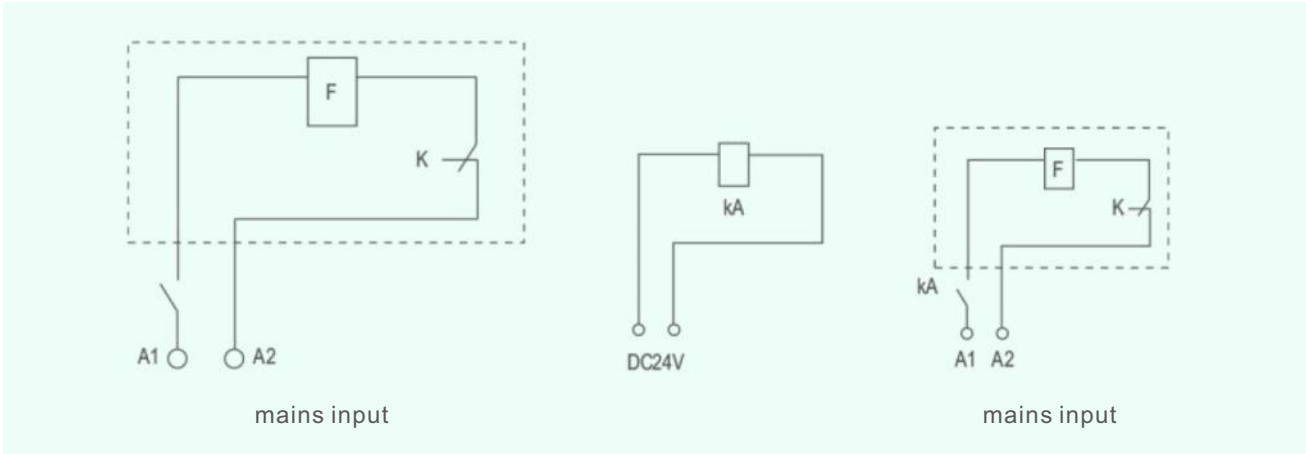 F
K
A1
A2
mains input
kA
DC24V
F
K
kA
A1 A2
mains input